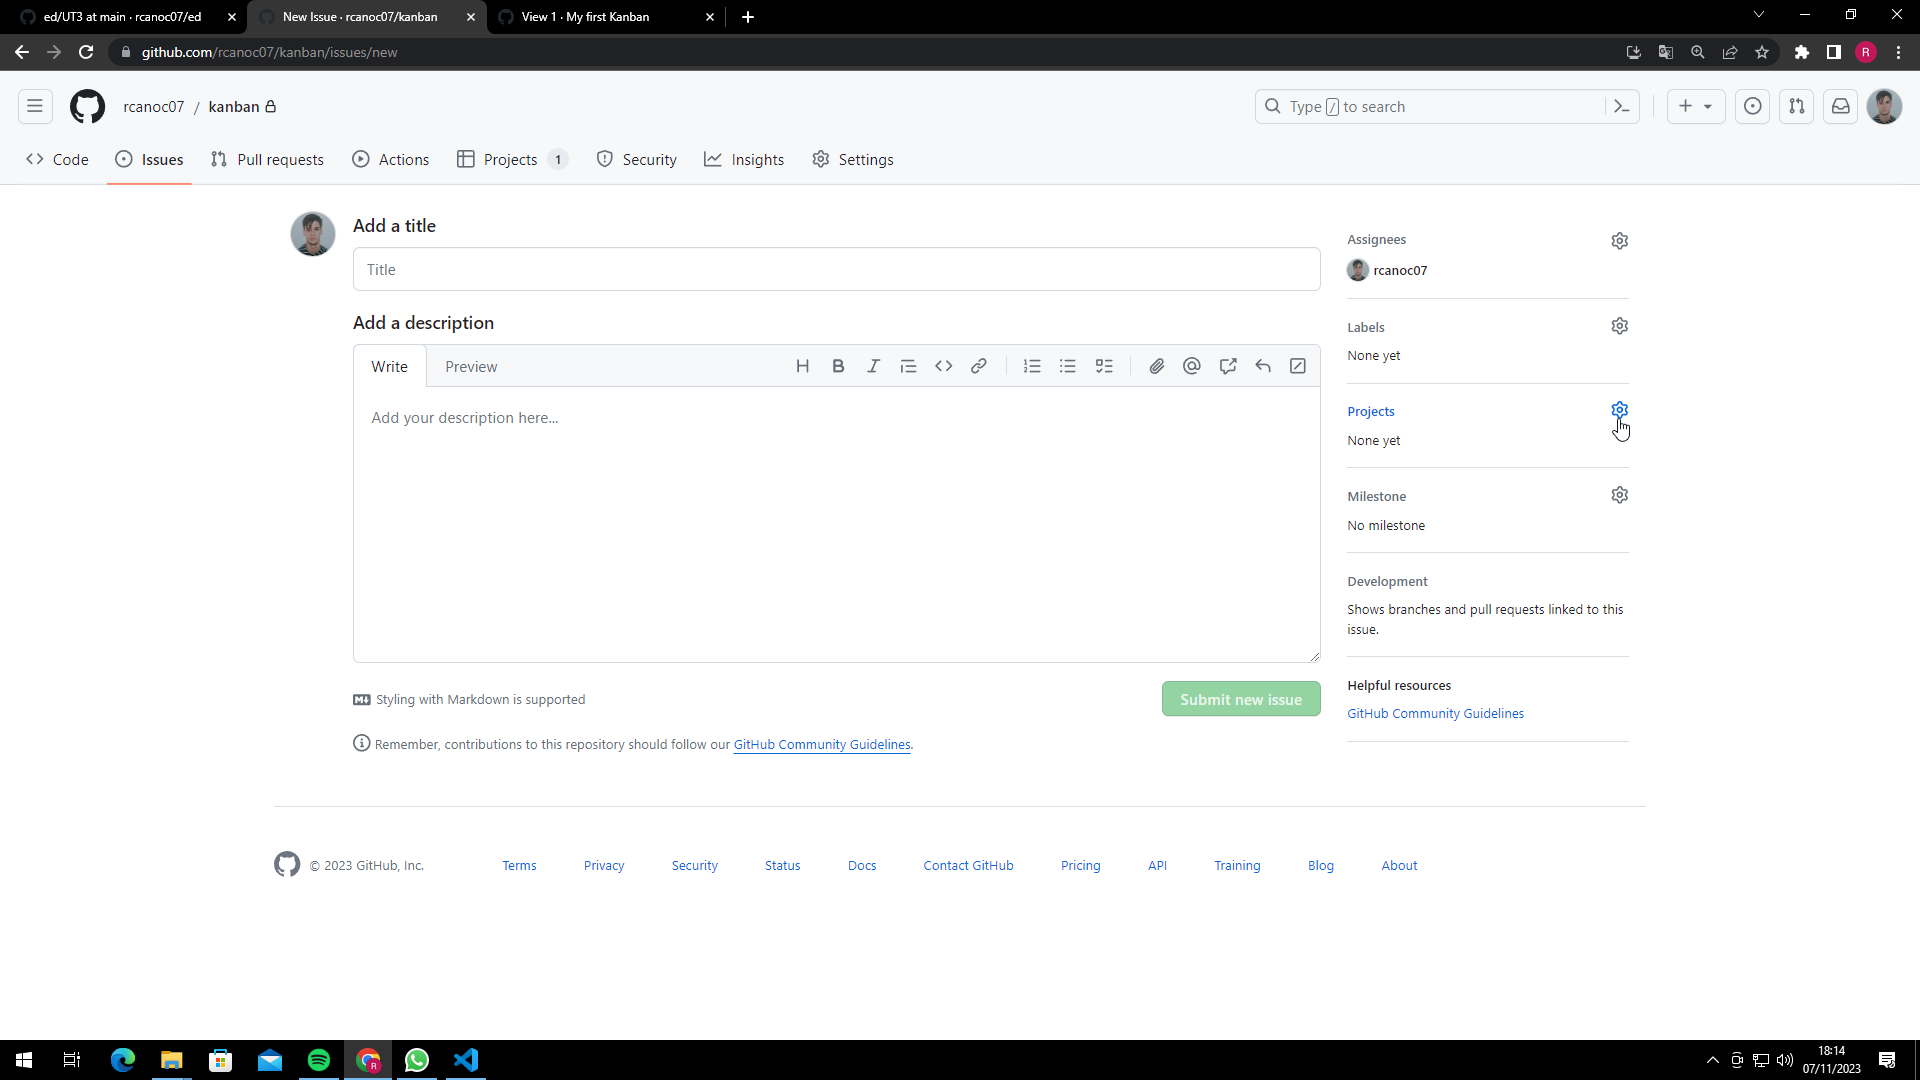 ed/UT3 at main · rcanoc07/ed
New Issue · rcanoc07/kanban
View 1 · My first Kanban
github.com/rcanoc07/kanban/issues/new
R
rcanoc07 / kanban
Type / to search
Code
Issues
Pull requests
Actions
Projects 1
Security
Insights
Settings
Add a title
Title
Add a description
Write
Preview
H B I
Add your description here...
Styling with Markdown is supported
Submit new issue
Remember, contributions to this repository should follow our GitHub Community Guidelines.
Assignees
rcanoc07
Labels
None yet
Projects
None yet
Milestone
No milestone
Development
Shows branches and pull requests linked to this
issue.
Helpful resources
GitHub Community Guidelines
© 2023 GitHub, Inc.
Terms
Privacy
Security
Status
Docs
Contact GitHub
Pricing
API
Training
Blog
About
R
18:14
07/11/2023